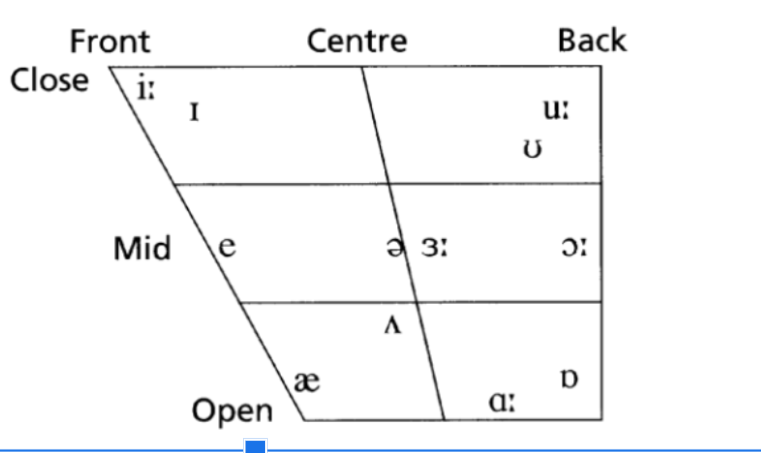 Front Centre Back
Close
iː
ɪ uː
ʊ
Mid e ə ɜː ɔː
ʌ
æ ɒ
Open ɑː